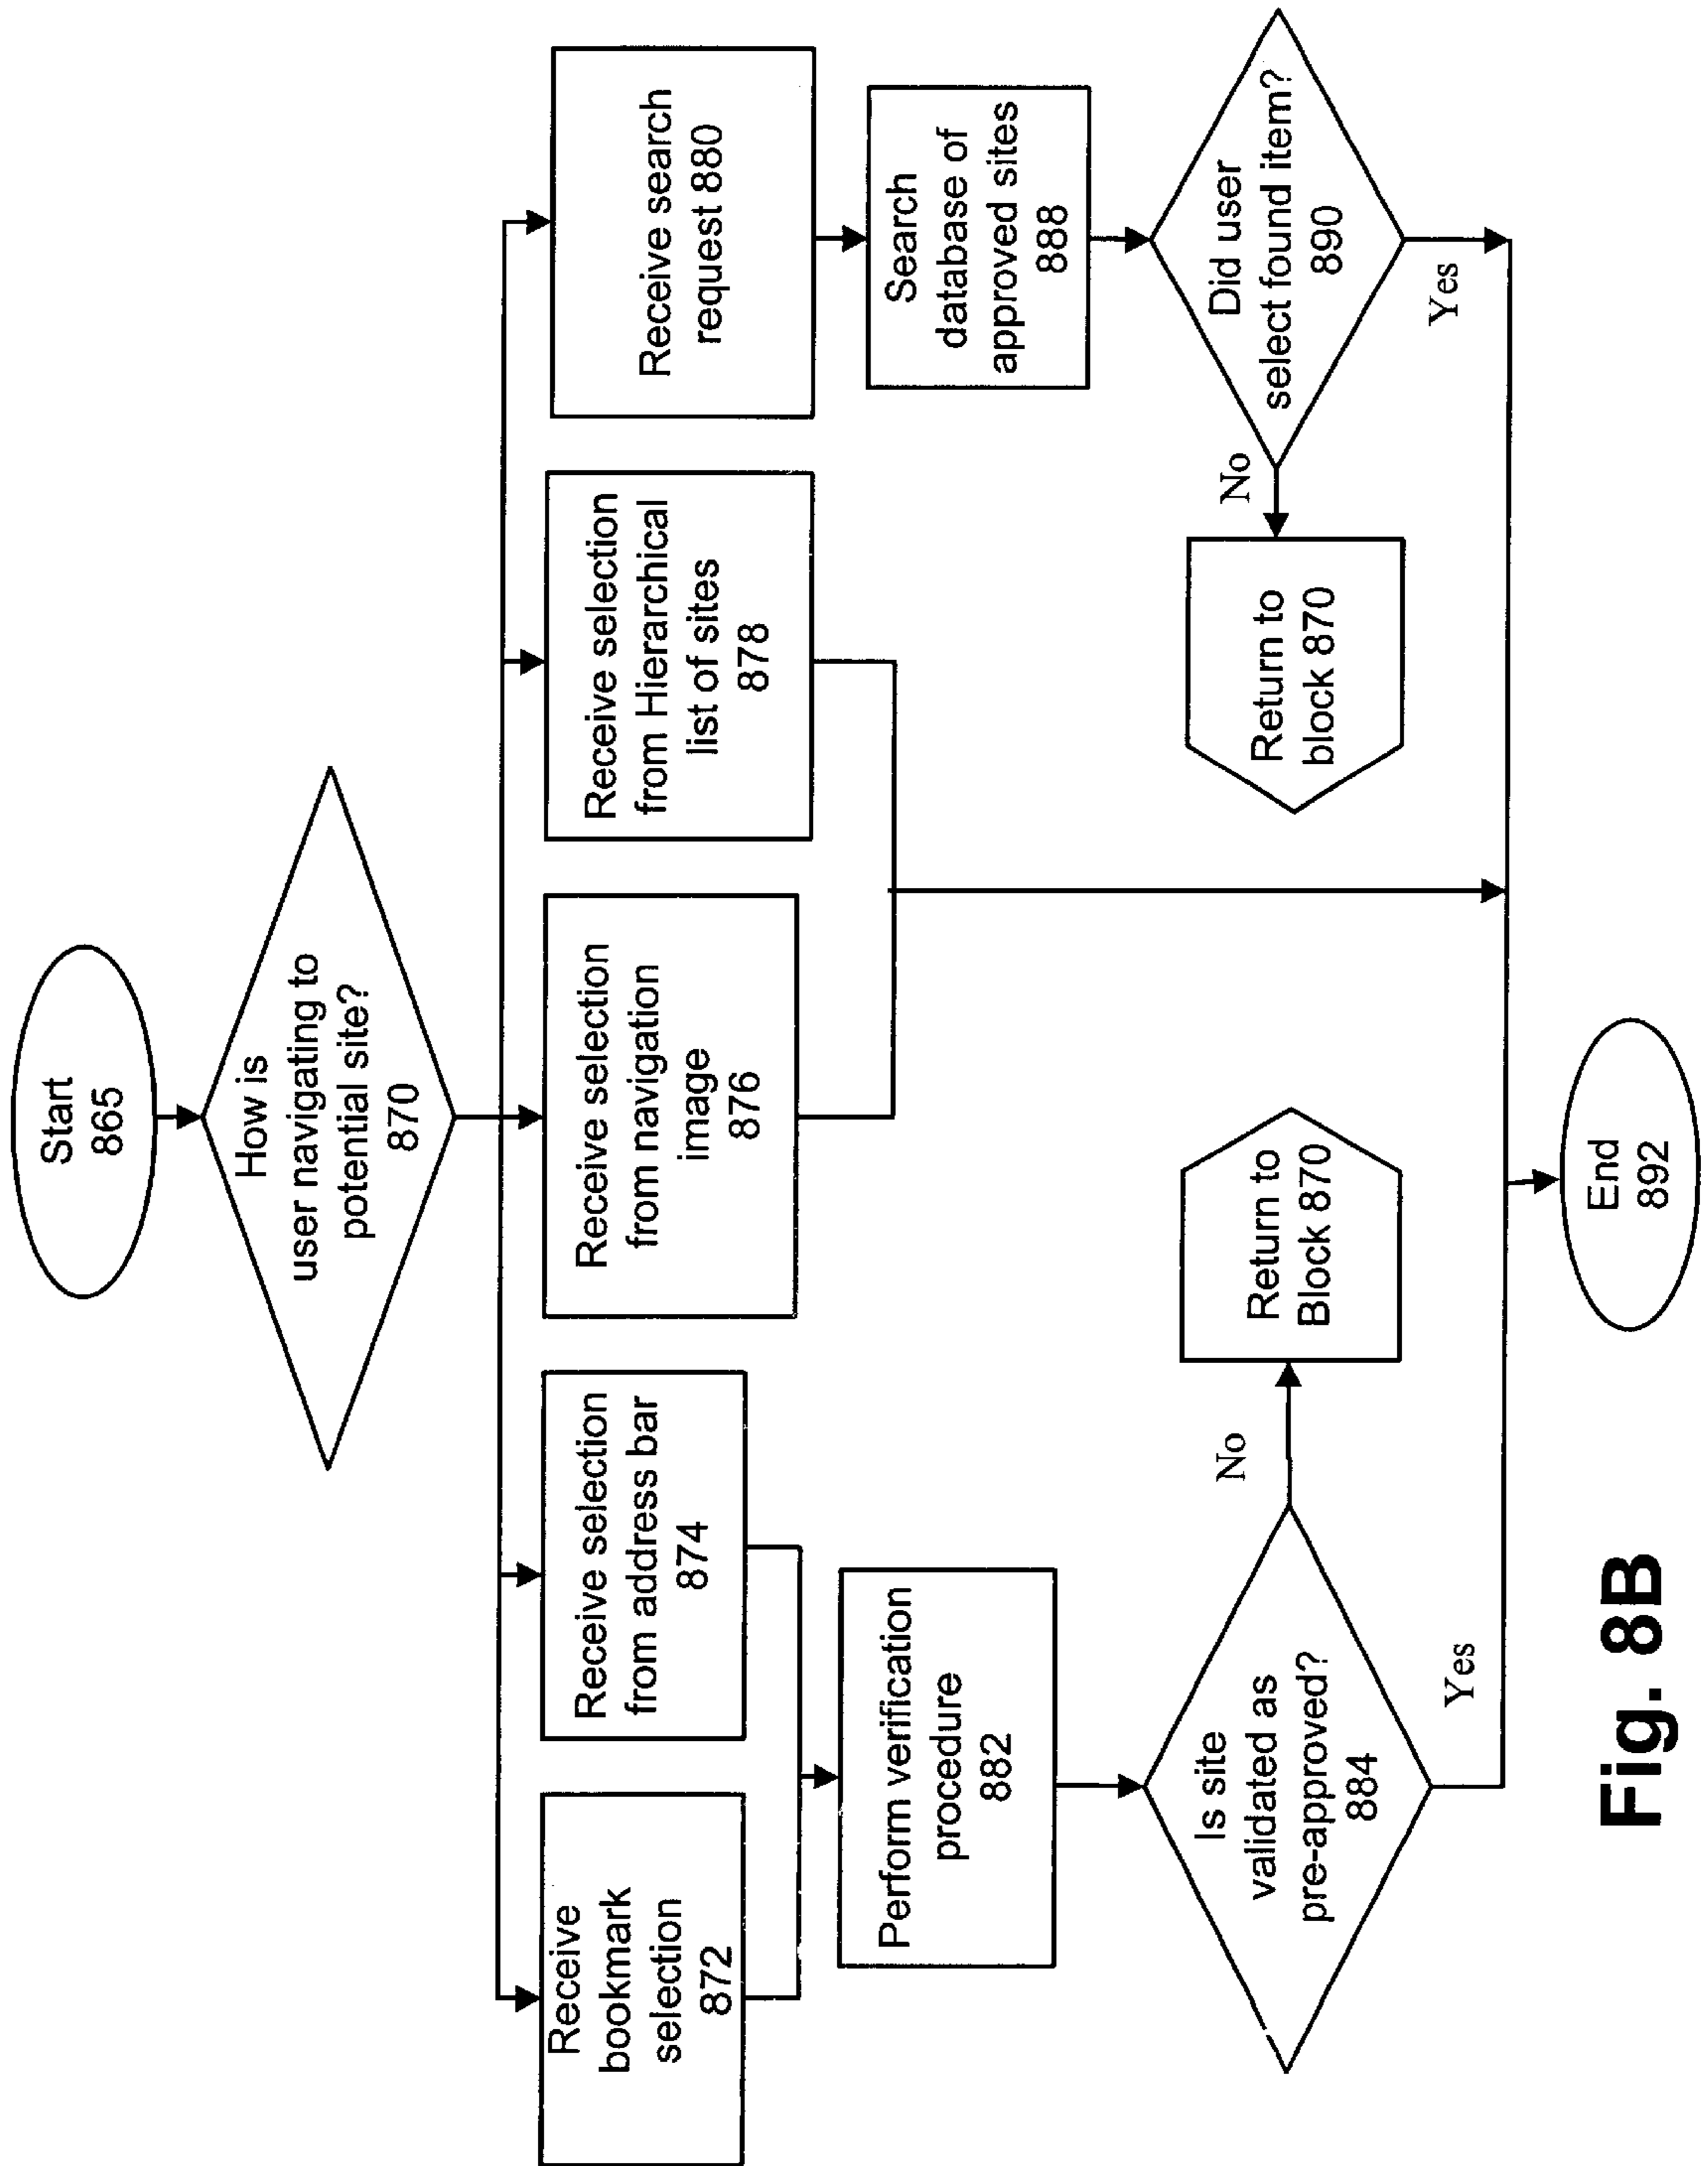 Start
865
How is
user navigating to
potential site?
870
Receive
bookmark
selection
872
Receive selection
from address bar
874
Receive selection
from navigation
image
876
Receive selection
from Hierarchical
list of sites
878
Receive search
request 880
Perform verification
procedure
882
Search
database of
approved sites
888
Is site
validated as
pre-approved?
884
No
Return to
Block 870
Yes
Did user
select found item?
890
No
Return to
block 870
Yes
End
892
Fig. 8B